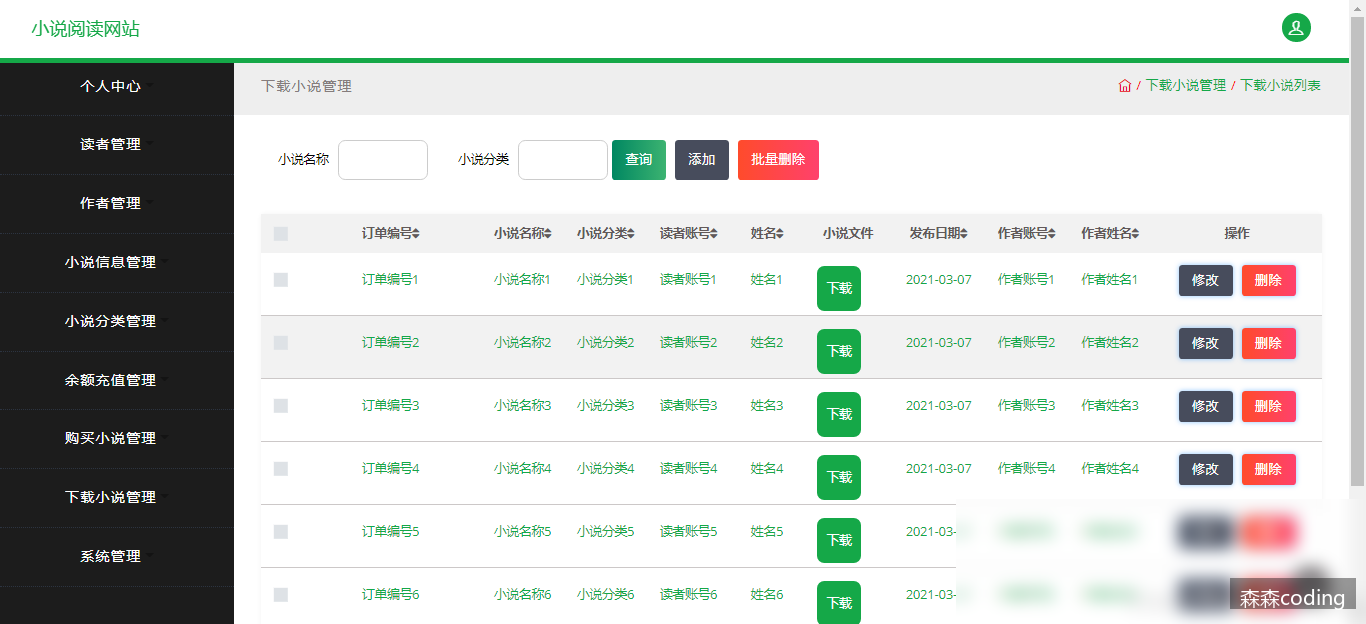 小说阅读网站
个人中心
读者管理
作者管理
小说信息管理
小说分类管理
余额充值管理
购买小说管理
下载小说管理
系统管理
下载小说管理
/ 下载小说管理 / 下载小说列表
小说名称 小说分类 查询 添加 批量删除
订单编号 小说名称 小说分类 读者账号 姓名 小说文件 发布日期 作者账号 作者姓名 操作
订单编号1 小说名称1 小说分类1 读者账号1 姓名1 下载 2021-03-07 作者账号1 作者姓名1 修改 删除
订单编号2 小说名称2 小说分类2 读者账号2 姓名2 下载 2021-03-07 作者账号2 作者姓名2 修改 删除
订单编号3 小说名称3 小说分类3 读者账号3 姓名3 下载 2021-03-07 作者账号3 作者姓名3 修改 删除
订单编号4 小说名称4 小说分类4 读者账号4 姓名4 下载 2021-03-07 作者账号4 作者姓名4 修改 删除
订单编号5 小说名称5 小说分类5 读者账号5 姓名5 下载 2021-03-
订单编号6 小说名称6 小说分类6 读者账号6 姓名6 下载 2021-03-
森森coding